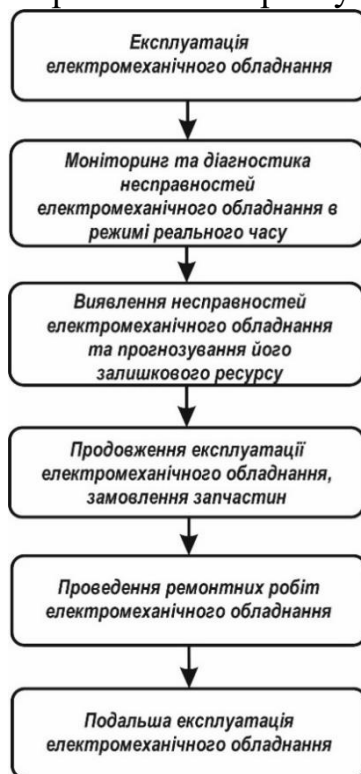 Експлуатація
електромеханічного обладнання
Моніторинг та діагностика
несправностей
електромеханічного обладнання в
режимі реального часу
Виявлення несправностей
електромеханічного обладнання
та прогнозування його
залишкового ресурсу
Продовження експлуатації
електромеханічного обладнання,
замовлення запчастин
Проведення ремонтних робіт
електромеханічного обладнання
Подальша експлуатація
електромеханічного обладнання